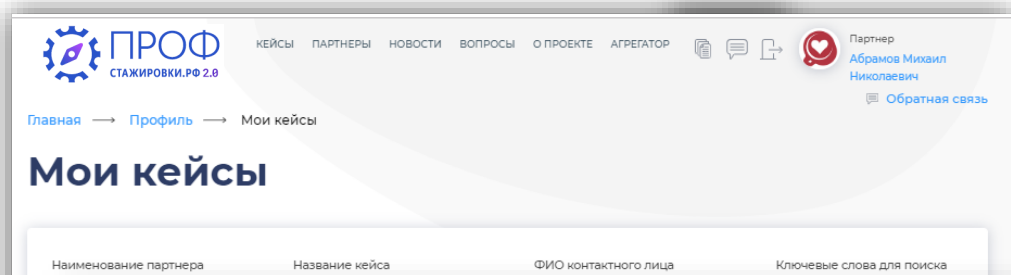 ПРОФ
СТАЖИРОВКИ.РФ 2.0
КЕЙСЫ ПАРТНЕРЫ НОВОСТИ ВОПРОСЫ О ПРОЕКТЕ АГРЕГАТОР
Партнер
Абрамов Михаил
Николаевич
Обратная связь
Главная → Профиль → Мои кейсы
Мои кейсы
Наименование партнера Название кейса ФИО контактного лица Ключевые слова для поиска